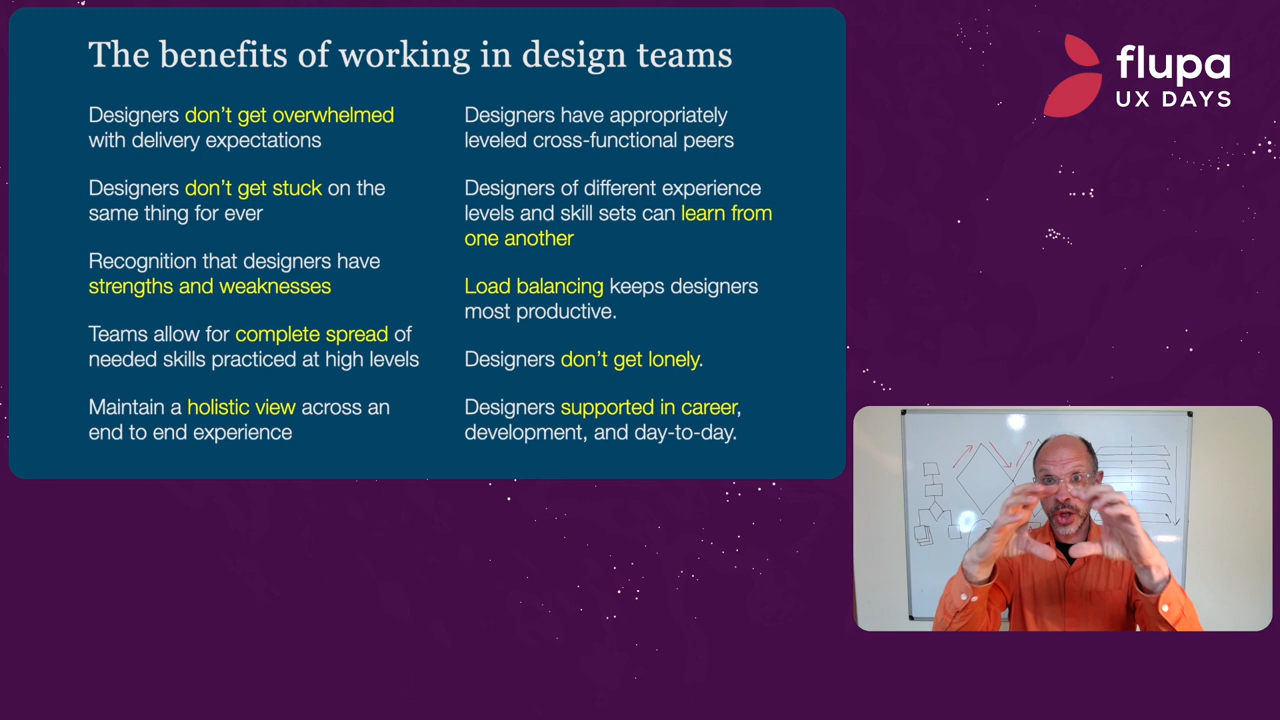 The benefits of working in design teams
Designers don’t get overwhelmed
with delivery expectations
Designers don’t get stuck on the
same thing for ever
Recognition that designers have
strengths and weaknesses
Teams allow for complete spread of
needed skills practiced at high levels
Maintain a holistic view across an
end to end experience
Designers have appropriately
leveled cross-functional peers
Designers of different experience
levels and skill sets can learn from
one another
Load balancing keeps designers
most productive.
Designers don’t get lonely.
Designers supported in career,
development, and day-to-day.
flupa
UX DAYS